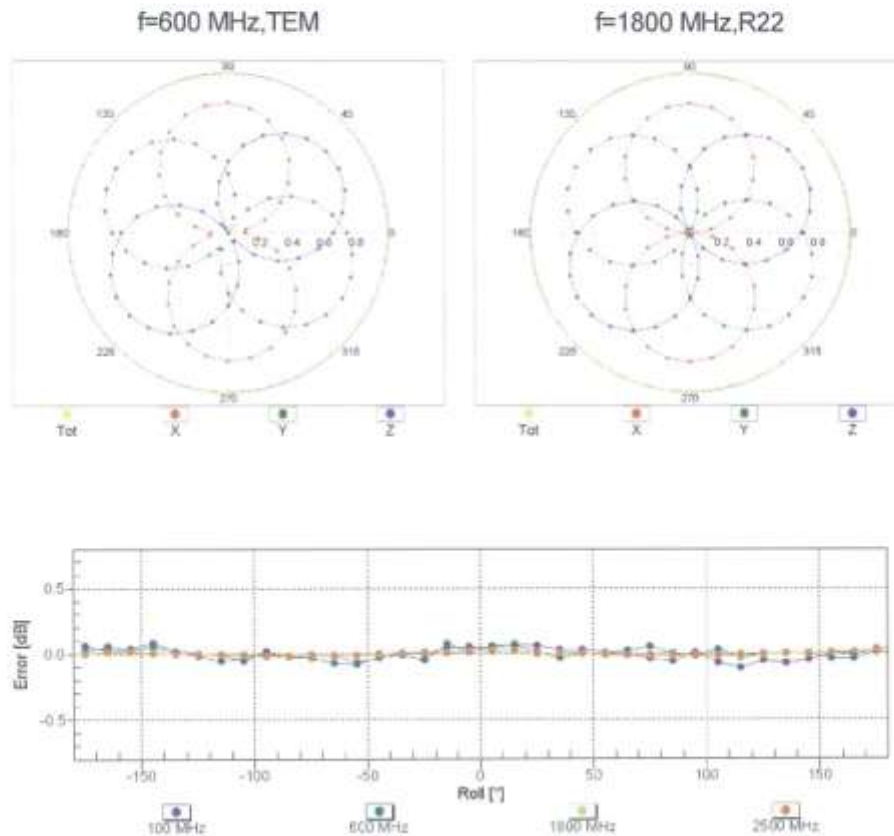 f=600 MHz,TEM
f=1800 MHz,R22
90
135
45
180
0.2 0.4 0.6 0.8
0
225
315
270
Tot X Y Z
90
135
45
180
0.2 0.4 0.6 0.8
0
225
315
270
Tot X Y Z
Error [dB]
0.5
0.0
-0.5
-150 -100 -50 0 50 100 150
Roll [°]
100 MHz 600 MHz 1800 MHz 2500 MHz